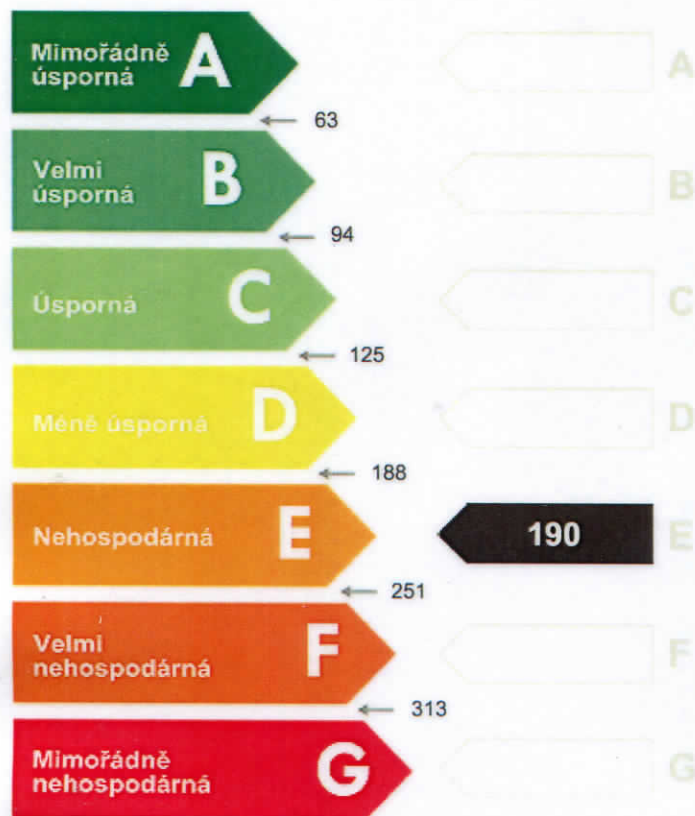 Mimořádně
úsporná
A
A
63
Velmi
úsporná
B
B
94
Úsporná
C
C
125
Méně úsporná
D
D
188
Nehospodárná
E
190
E
251
Velmi
nehospodárná
F
F
313
Mimořádně
nehospodárná
G
G